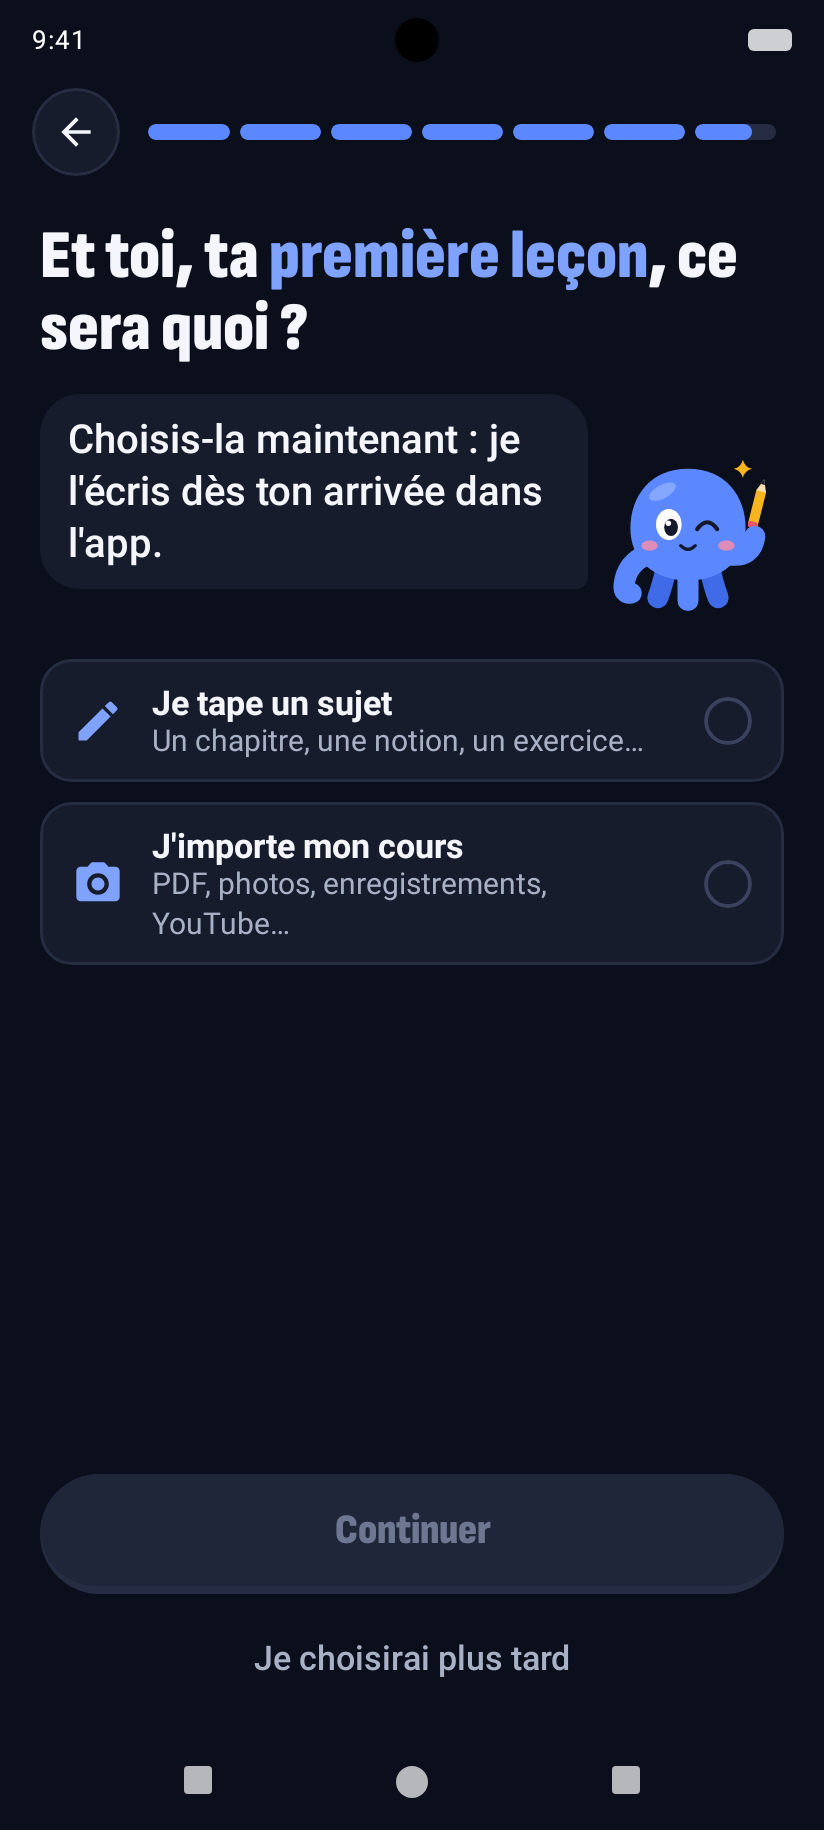 9:41
Et toi, ta première leçon, ce
sera quoi ?
Choisis-la maintenant : je
l'écris dès ton arrivée dans
l'app.
Je tape un sujet
Un chapitre, une notion, un exercice…
J'importe mon cours
PDF, photos, enregistrements,
YouTube…
Continuer
Je choisirai plus tard